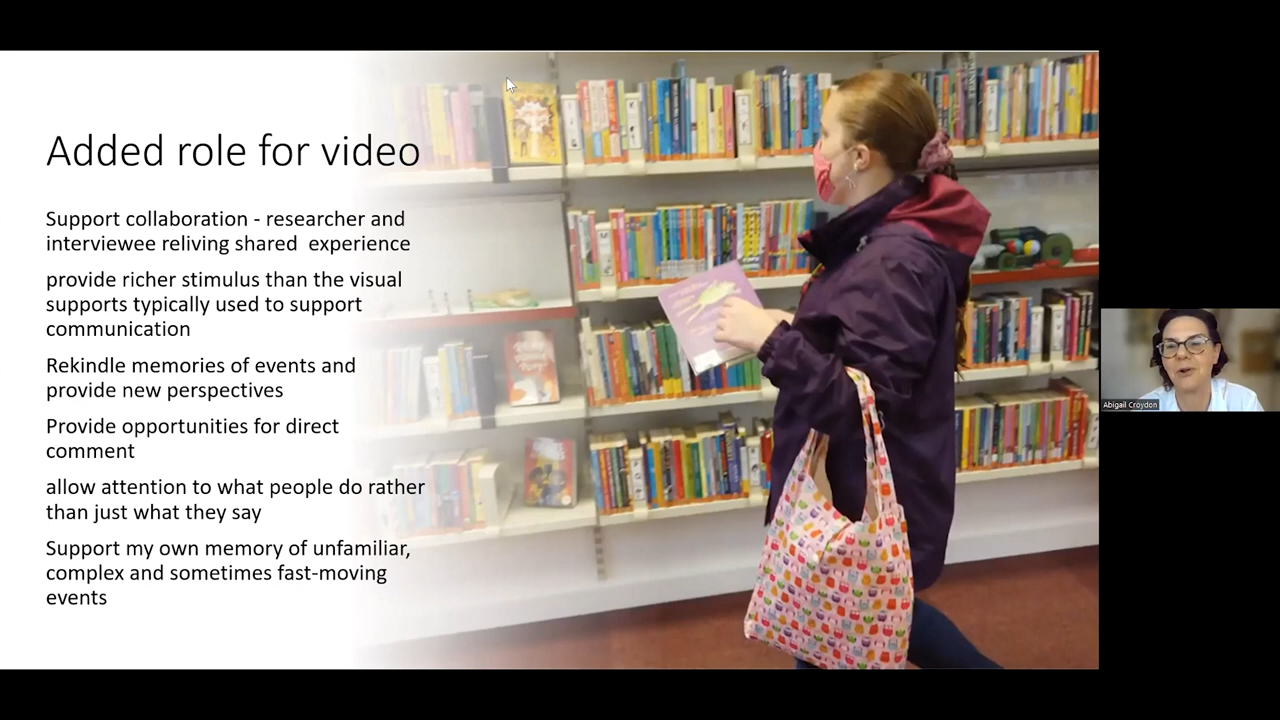 Added role for video
Support collaboration - researcher and
interviewee reliving shared  experience
provide richer stimulus than the visual
supports typically used to support
communication
Rekindle memories of events and
provide new perspectives
Provide opportunities for direct
comment
allow attention to what people do rather
than just what they say
Support my own memory of unfamiliar,
complex and sometimes fast-moving
events
Abigail Croydon